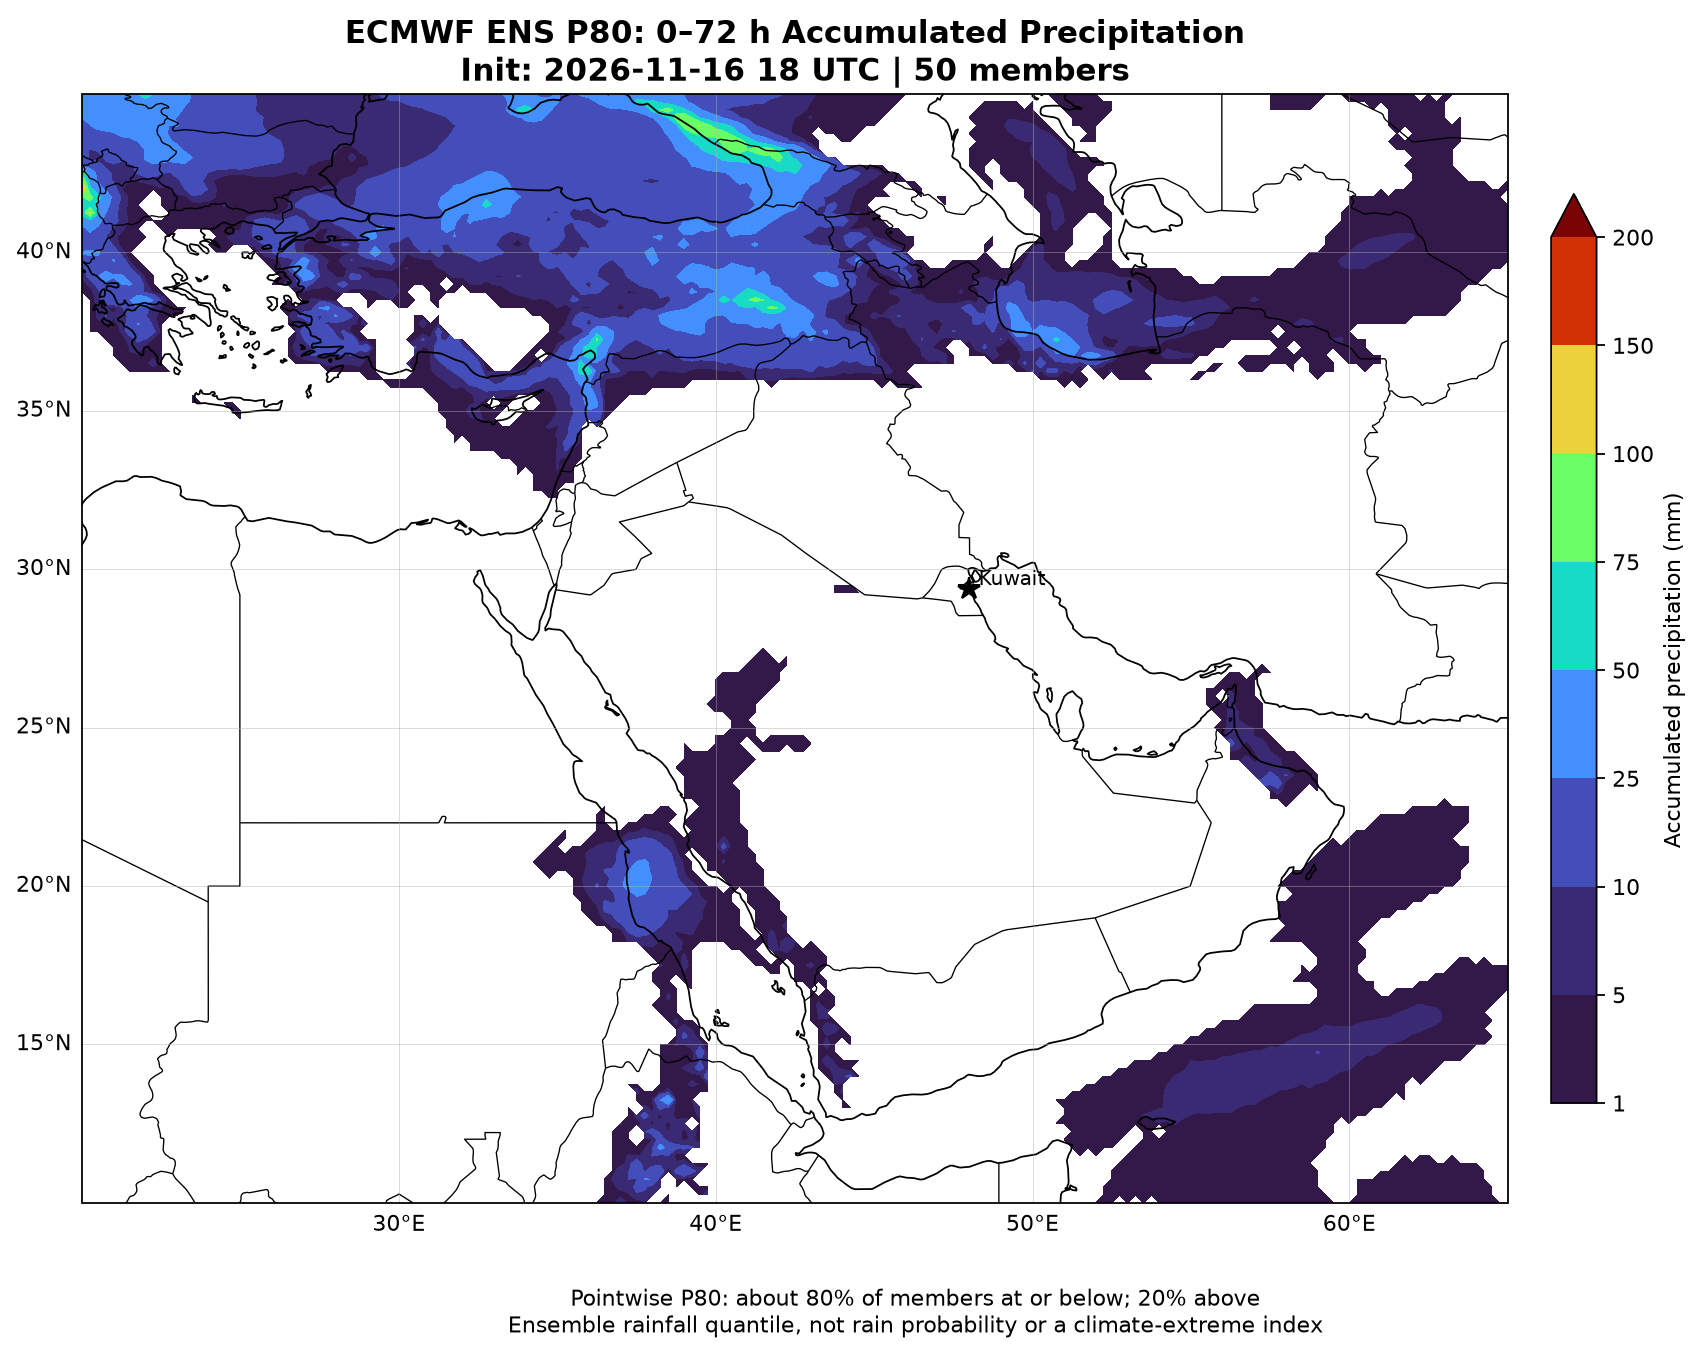 ECMWF ENS P80: 0–72 h Accumulated Precipitation
Init: 2026-11-16 18 UTC | 50 members
40°N
35°N
30°N
25°N
20°N
15°N
30°E
40°E
50°E
60°E
Kuwait
200
150
100
75
50
25
10
5
1
Accumulated precipitation (mm)
Pointwise P80: about 80% of members at or below; 20% above
Ensemble rainfall quantile, not rain probability or a climate-extreme index